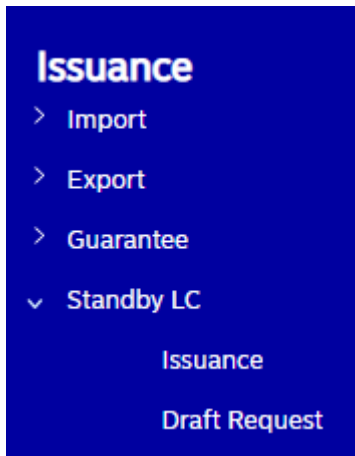 Issuance
Import
Export
Guarantee
Standby LC
Issuance
Draft Request